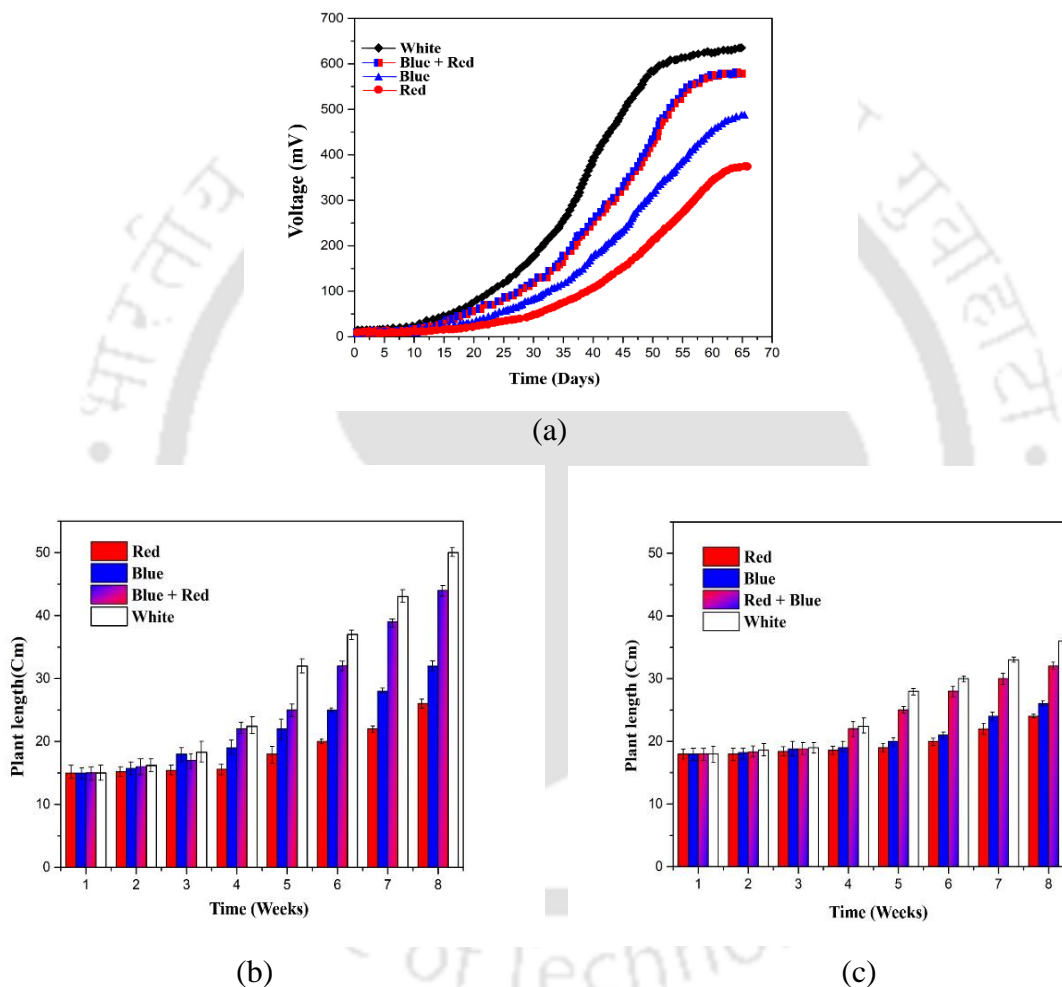 700
600
500
400
300
200
100
0
Voltage (mV)
White
Blue + Red
Blue
Red
0 5 10 15 20 25 30 35 40 45 50 55 60 65 70
Time (Days)
(a)
50
40
30
20
10
0
Plant length(Cm)
Red
Blue
Blue + Red
White
1 2 3 4 5 6 7 8
Time (Weeks)
(b)
50
40
30
20
10
0
Plant length (Cm)
Red
Blue
Red + Blue
White
1 2 3 4 5 6 7 8
Time (Weeks)
(c)
भारतीय
गुवाहाटी
of Techno